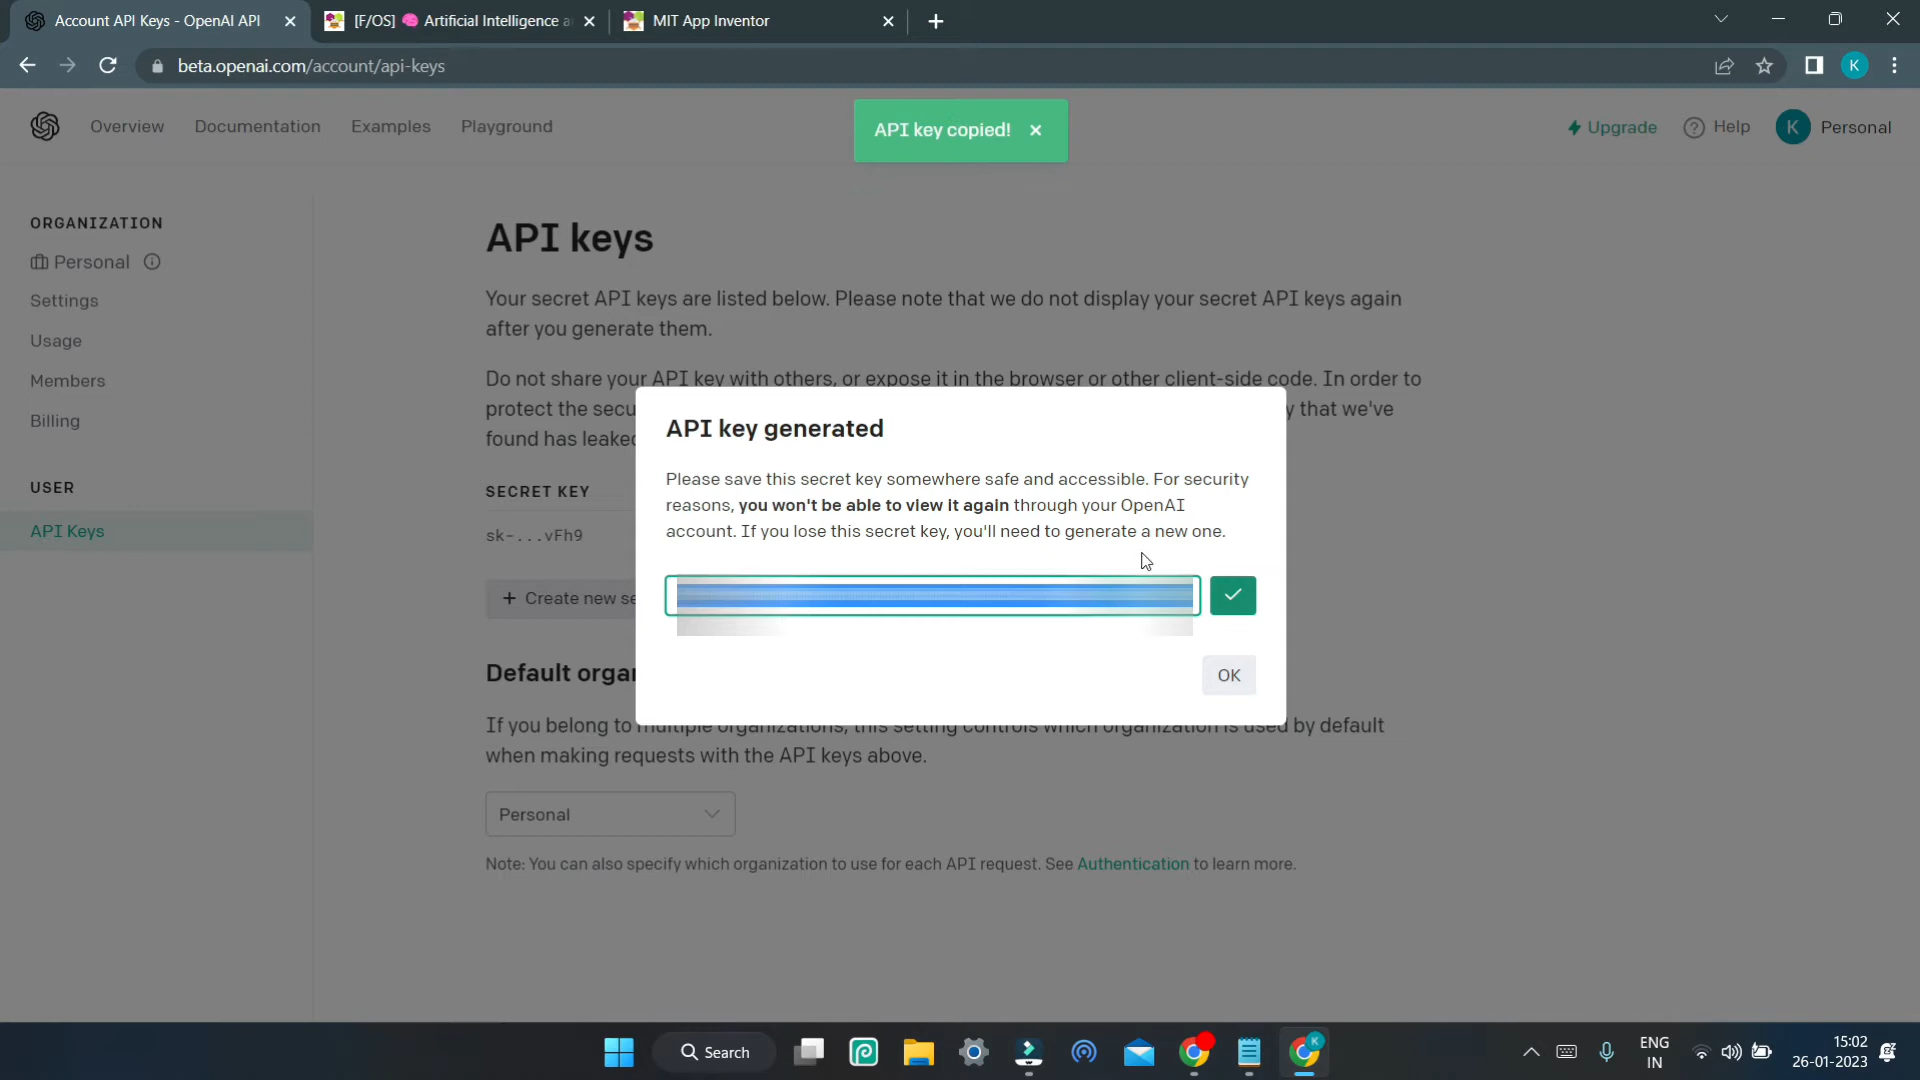 Account API Keys - OpenAI API
[F/OS] 🧠 Artificial Intelligence a
MIT App Inventor
beta.openai.com/account/api-keys
K
Overview
Documentation
Examples
Playground
API key copied!
Upgrade
Help
K
Personal
ORGANIZATION
Personal
Settings
Usage
Members
Billing
USER
API Keys
API keys
Your secret API keys are listed below. Please note that we do not display your secret API keys again
after you generate them.
Do not share your API key with others, or expose it in the browser or other client-side code. In order to
protect the secu
y that we've
found has leake
SECRET KEY
sk-...vFh9
+ Create new se
API key generated
Please save this secret key somewhere safe and accessible. For security
reasons, you won't be able to view it again through your OpenAI
account. If you lose this secret key, you'll need to generate a new one.
OK
Default orga
If you belong to multiple organizations, this setting controls which organization is used by default
when making requests with the API keys above.
Personal
Note: You can also specify which organization to use for each API request. See Authentication to learn more.
Search
K
ENG
IN
15:02
26-01-2023